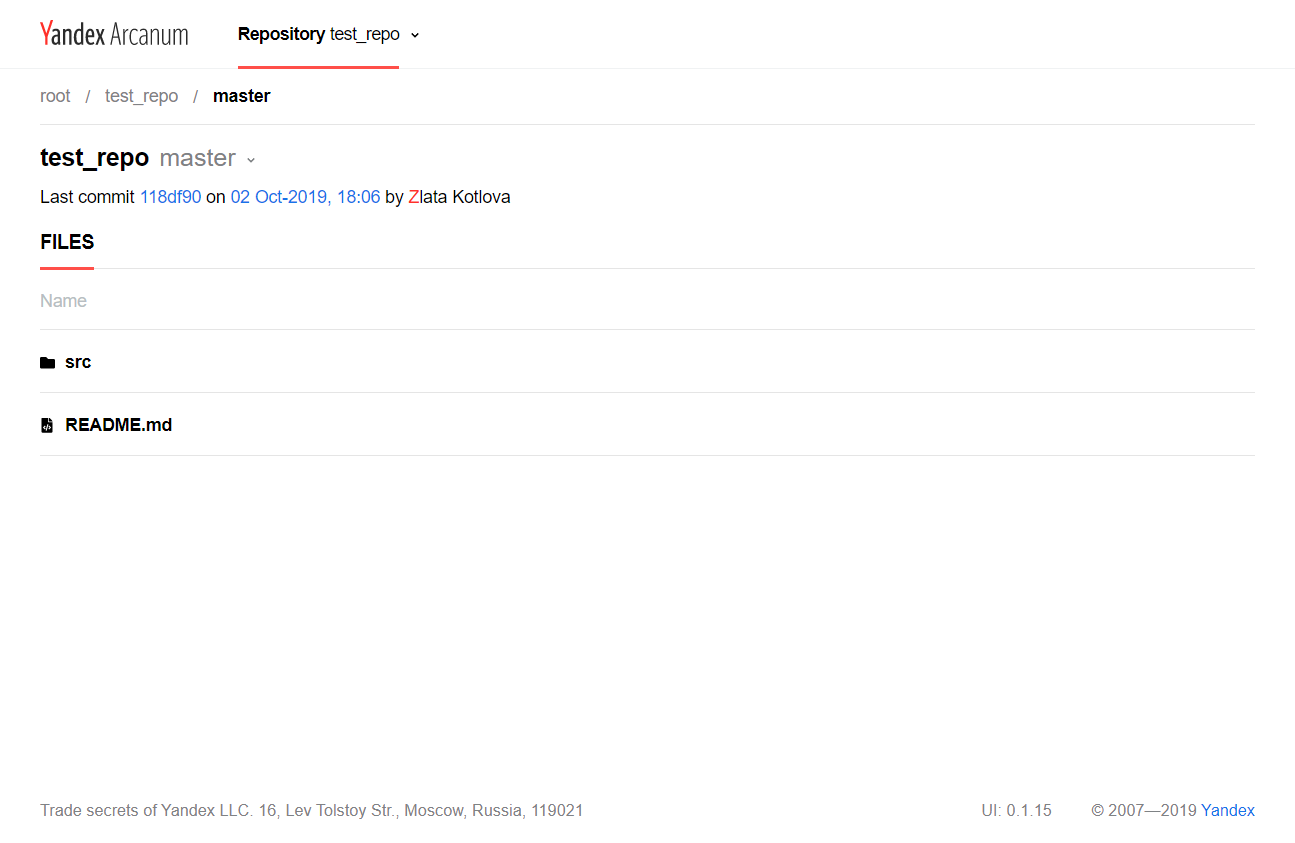 Yandex Arcanum
Repository test_repo
root / test_repo / master
test_repo master
Last commit 118df90 on 02 Oct-2019, 18:06 by Zlata Kotlova
FILES
Name
src
README.md
Trade secrets of Yandex LLC. 16, Lev Tolstoy Str., Moscow, Russia, 119021
UI: 0.1.15
© 2007—2019 Yandex